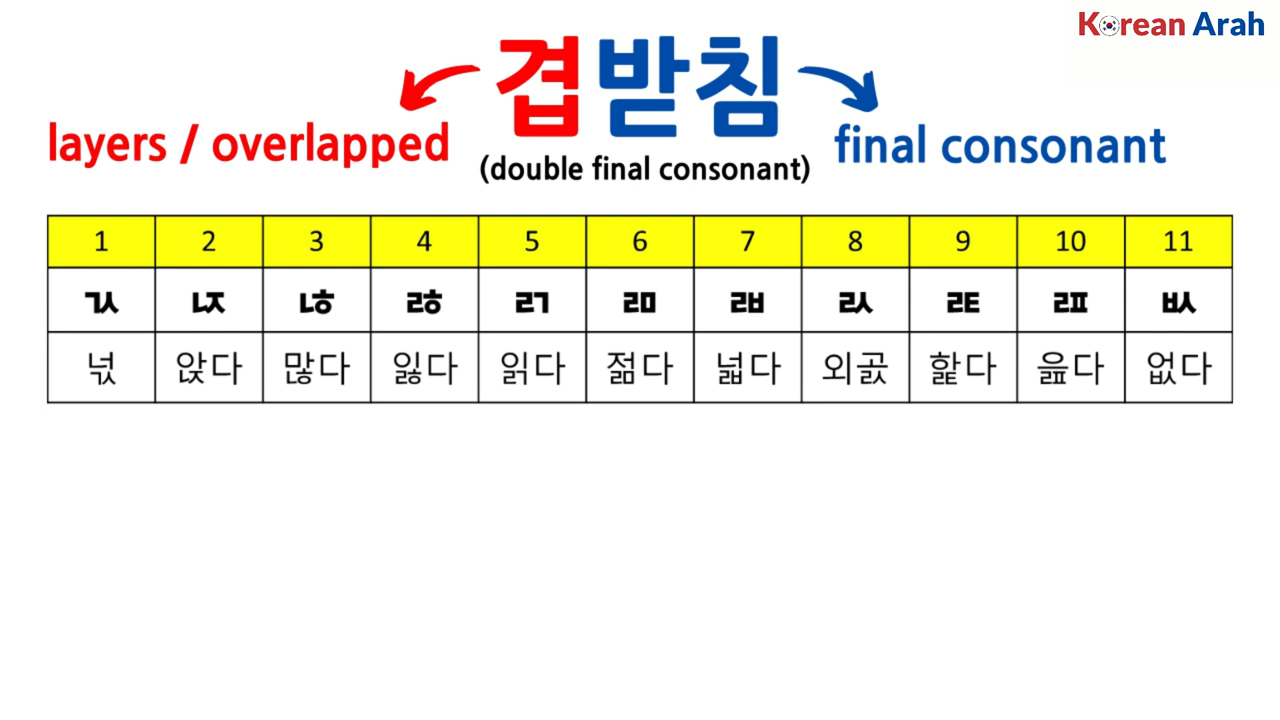 Korean Arah
겹받침
layers / overlapped
final consonant
(double final consonant)
1 2 3 4 5 6 7 8 9 10 11
ㄳ ㄵ ㄶ ㅀ ㄺ ㄻ ㄼ ㄽ ㄾ ㄿ ㅄ
넋 앉다 많다 잃다 읽다 젊다 넓다 외곬 핥다 읊다 없다